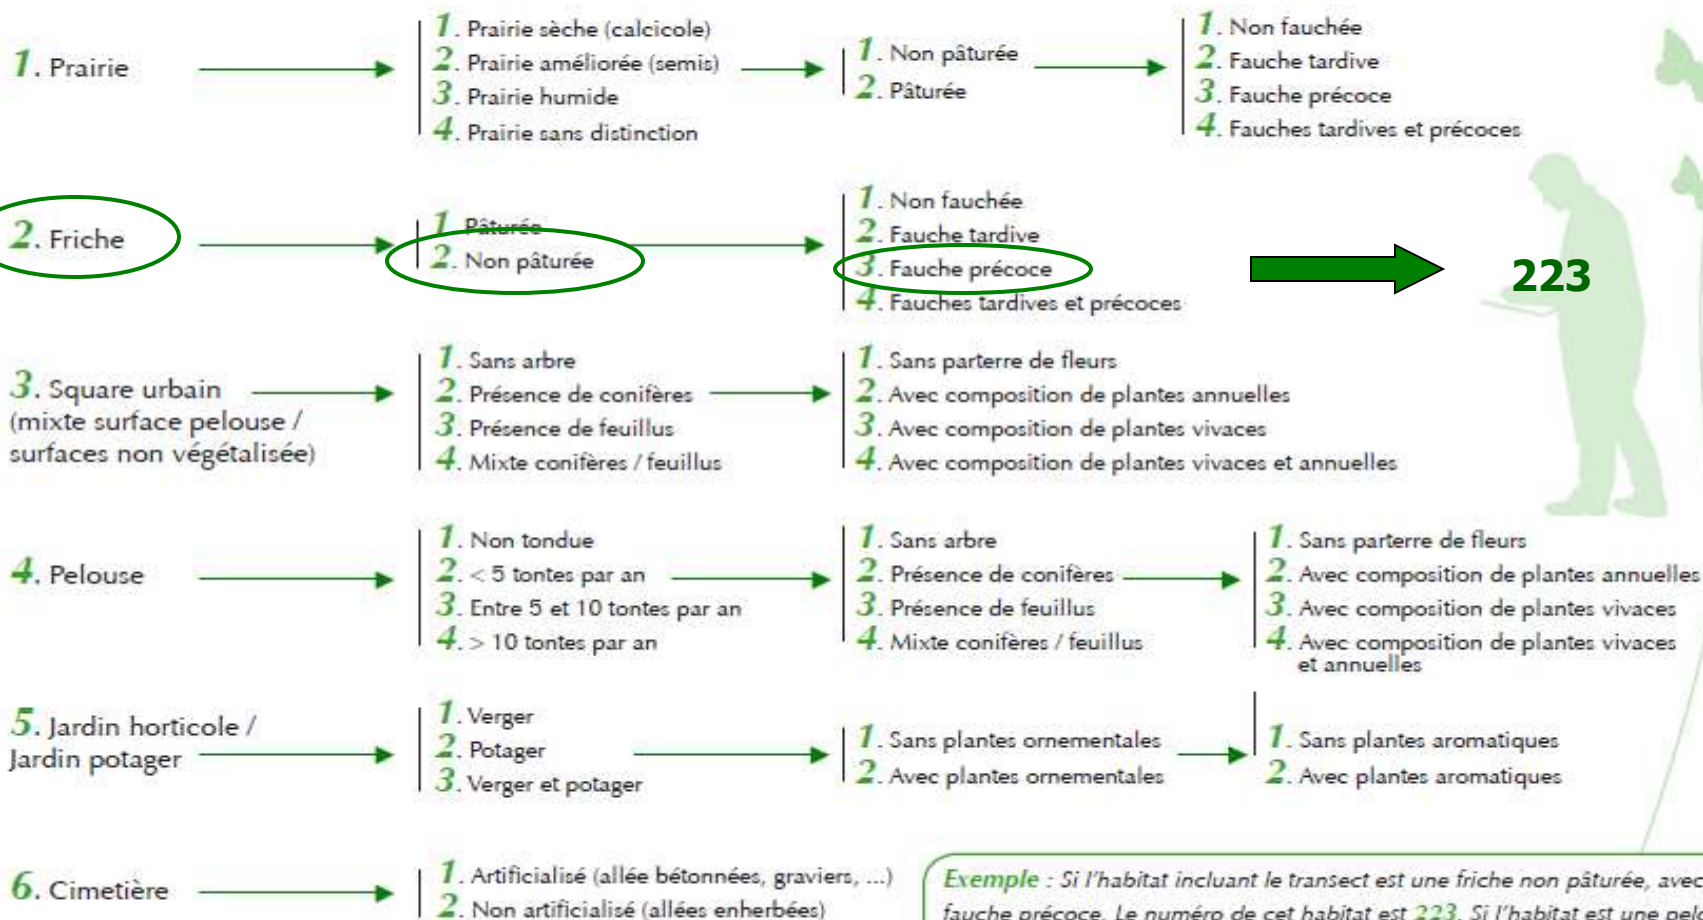 1. Prairie
1. Prairie sèche (calcicole)
2. Prairie améliorée (semis)
3. Prairie humide
4. Prairie sans distinction
1. Non pâturée
2. Pâturée
1. Non fauchée
2. Fauche tardive
3. Fauche précoce
4. Fauches tardives et précoces
2. Friche
1. Pâturée
2. Non pâturée
1. Non fauchée
2. Fauche tardive
3. Fauche précoce
4. Fauches tardives et précoces
223
3. Square urbain
(mixte surface pelouse /
surfaces non végétalisée)
1. Sans arbre
2. Présence de conifères
3. Présence de feuillus
4. Mixte conifères / feuillus
1. Sans parterre de fleurs
2. Avec composition de plantes annuelles
3. Avec composition de plantes vivaces
4. Avec composition de plantes vivaces et annuelles
4. Pelouse
1. Non tondue
2. < 5 tontes par an
3. Entre 5 et 10 tontes par an
4. > 10 tontes par an
1. Sans arbre
2. Présence de conifères
3. Présence de feuillus
4. Mixte conifères / feuillus
1. Sans parterre de fleurs
2. Avec composition de plantes annuelles
3. Avec composition de plantes vivaces
4. Avec composition de plantes vivaces
et annuelles
5. Jardin horticole /
Jardin potager
1. Verger
2. Potager
3. Verger et potager
1. Sans plantes ornementales
2. Avec plantes ornementales
1. Sans plantes aromatiques
2. Avec plantes aromatiques
6. Cimetière
1. Artificialisé (allée bétonnées, graviers, ...)
2. Non artificialisé (allées enherbées)
Exemple : Si l'habitat incluant le transect est une friche non pâturée, avec
fauche précoce. Le numéro de cet habitat est 223. Si l'habitat est une